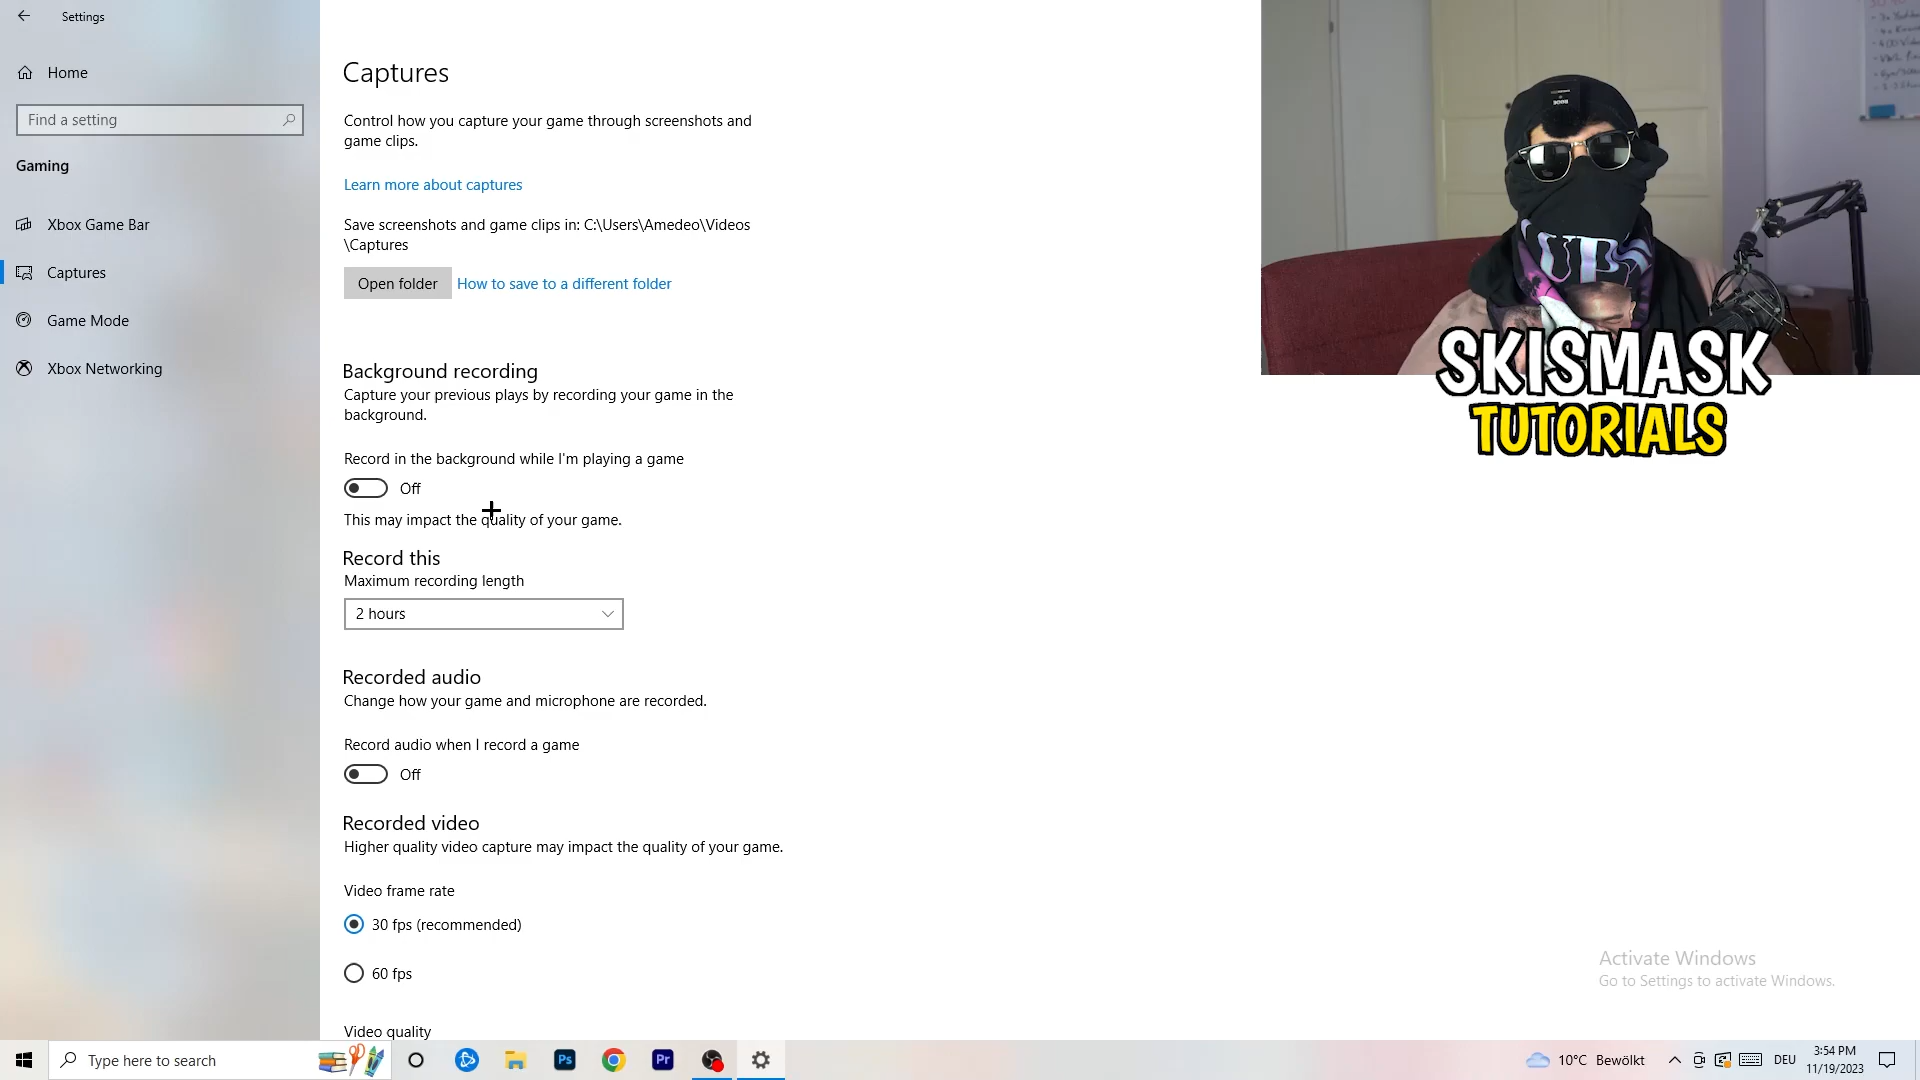 Settings
Home
Find a setting
Gaming
Xbox Game Bar
Captures
Game Mode
Xbox Networking
Captures
Control how you capture your game through screenshots and
game clips.
Learn more about captures
Save screenshots and game clips in: C:\Users\Amedeo\Videos
\Captures
Open folder
How to save to a different folder
Background recording
Capture your previous plays by recording your game in the
background.
Record in the background while I'm playing a game
Off
This may impact the quality of your game.
Record this
Maximum recording length
2 hours
Recorded audio
Change how your game and microphone are recorded.
Record audio when I record a game
Off
Recorded video
Higher quality video capture may impact the quality of your game.
Video frame rate
30 fps (recommended)
60 fps
Video quality
SKISMASK
TUTORIALS
Activate Windows
Go to Settings to activate Windows.
Type here to search
Ps
Pr
10°C Bewölkt
DEU
3:54 PM
11/19/2023